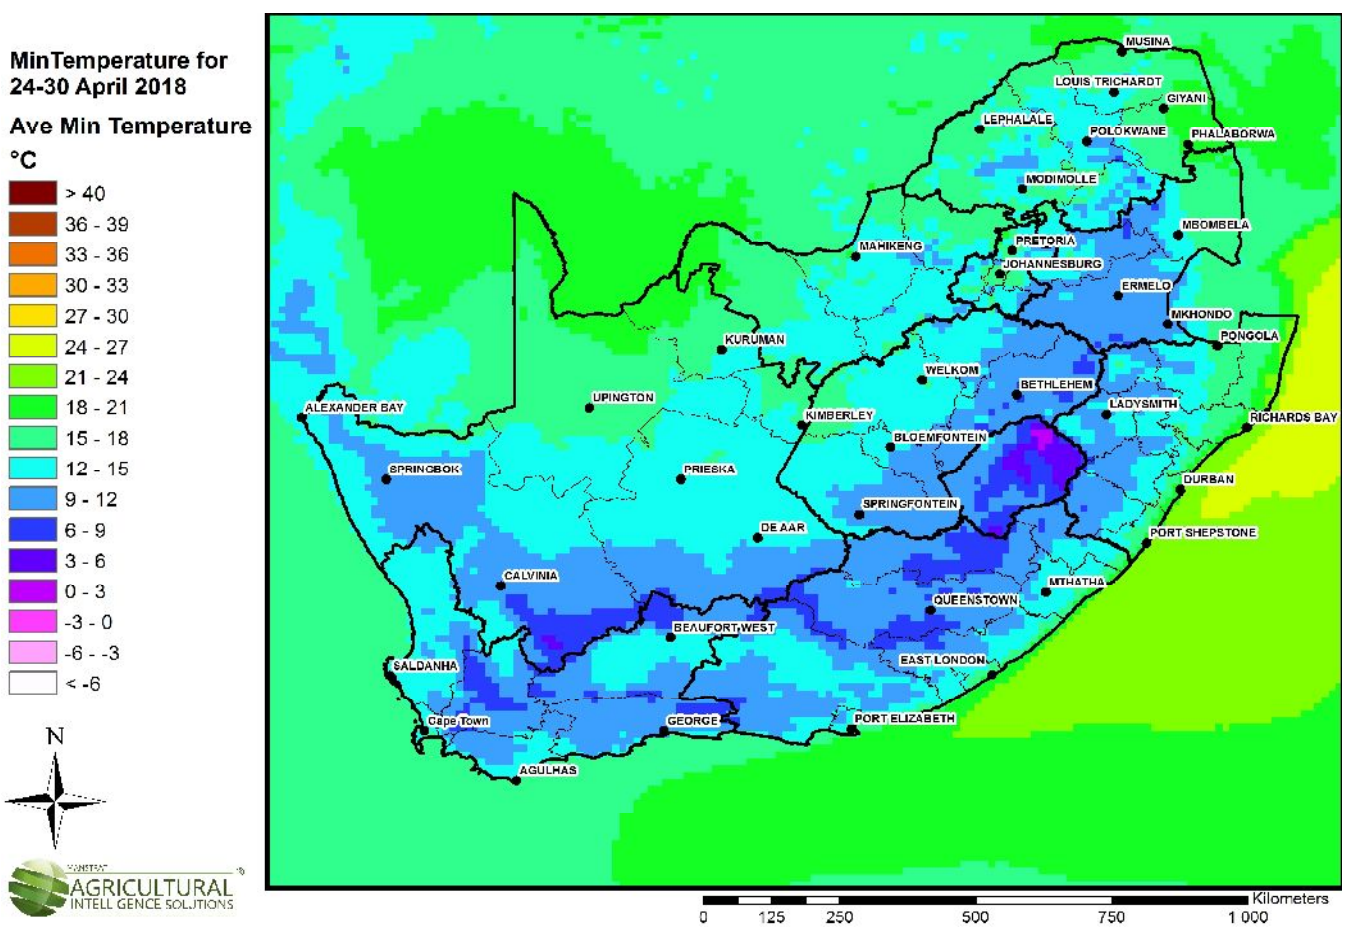 MinTemperature for
24-30 April 2018
Ave Min Temperature
°C
> 40
36 - 39
33 - 36
30 - 33
27 - 30
24 - 27
21 - 24
18 - 21
15 - 18
12 - 15
9 - 12
6 - 9
3 - 6
0 - 3
-3 - 0
-6 - -3
< -6
N
MANSTRAT
AGRICULTURAL
INTELLIGENCE SOLUTIONS
MUSINA
LOUIS TRICHARDT
GIYANI
LEPHALALE
POLOKWANE
PHALABORWA
MODIMOLLE
MBOMBELA
PRETORIA
MAHIKENG
JOHANNESBURG
ERMELO
MKHONDO
KURUMAN
PONGOLA
WELKOM
BETHLEHEM
UPINGTON
ALEXANDER BAY
LADYSMITH
KIMBERLEY
RICHARDS BAY
BLOEMFONTEIN
SPRINGBOK
PRIESKA
DURBAN
SPRINGFONTEIN
DE AAR
PORT SHEPSTONE
CALVINIA
MTHATHA
QUEENSTOWN
BEAUFORT WEST
EAST LONDON
SALDANHA
Cape Town
GEORGE
PORT ELIZABETH
AGULHAS
Kilometers
0 125 250 500 750 1 000